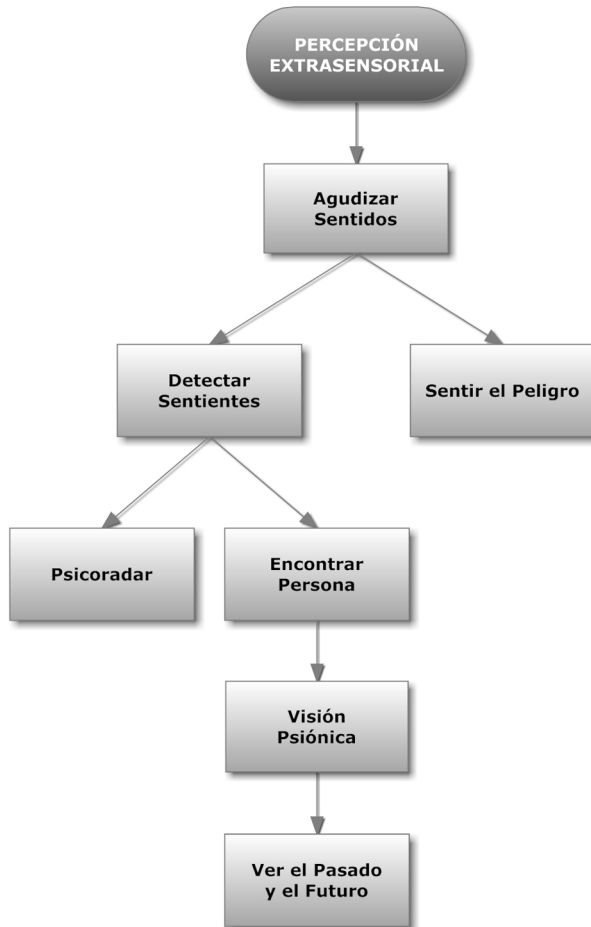 PERCEPCIÓN
EXTRASENSORIAL
Agudizar
Sentidos
Detectar
Sentientes
Sentir el Peligro
Psicoradar
Encontrar
Persona
Visión
Psiónica
Ver el Pasado
y el Futuro